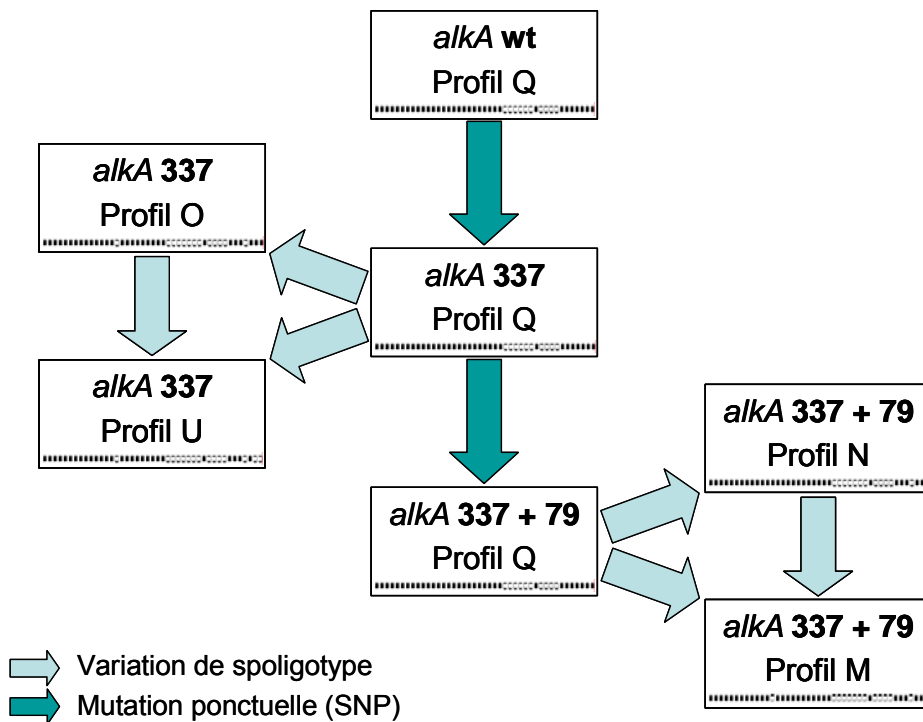 alkA wt
Profil Q
alkA 337
Profil O
alkA 337
Profil Q
alkA 337
Profil U
alkA 337 + 79
Profil N
alkA 337 + 79
Profil Q
alkA 337 + 79
Profil M
Variation de spoligotype
Mutation ponctuelle (SNP)